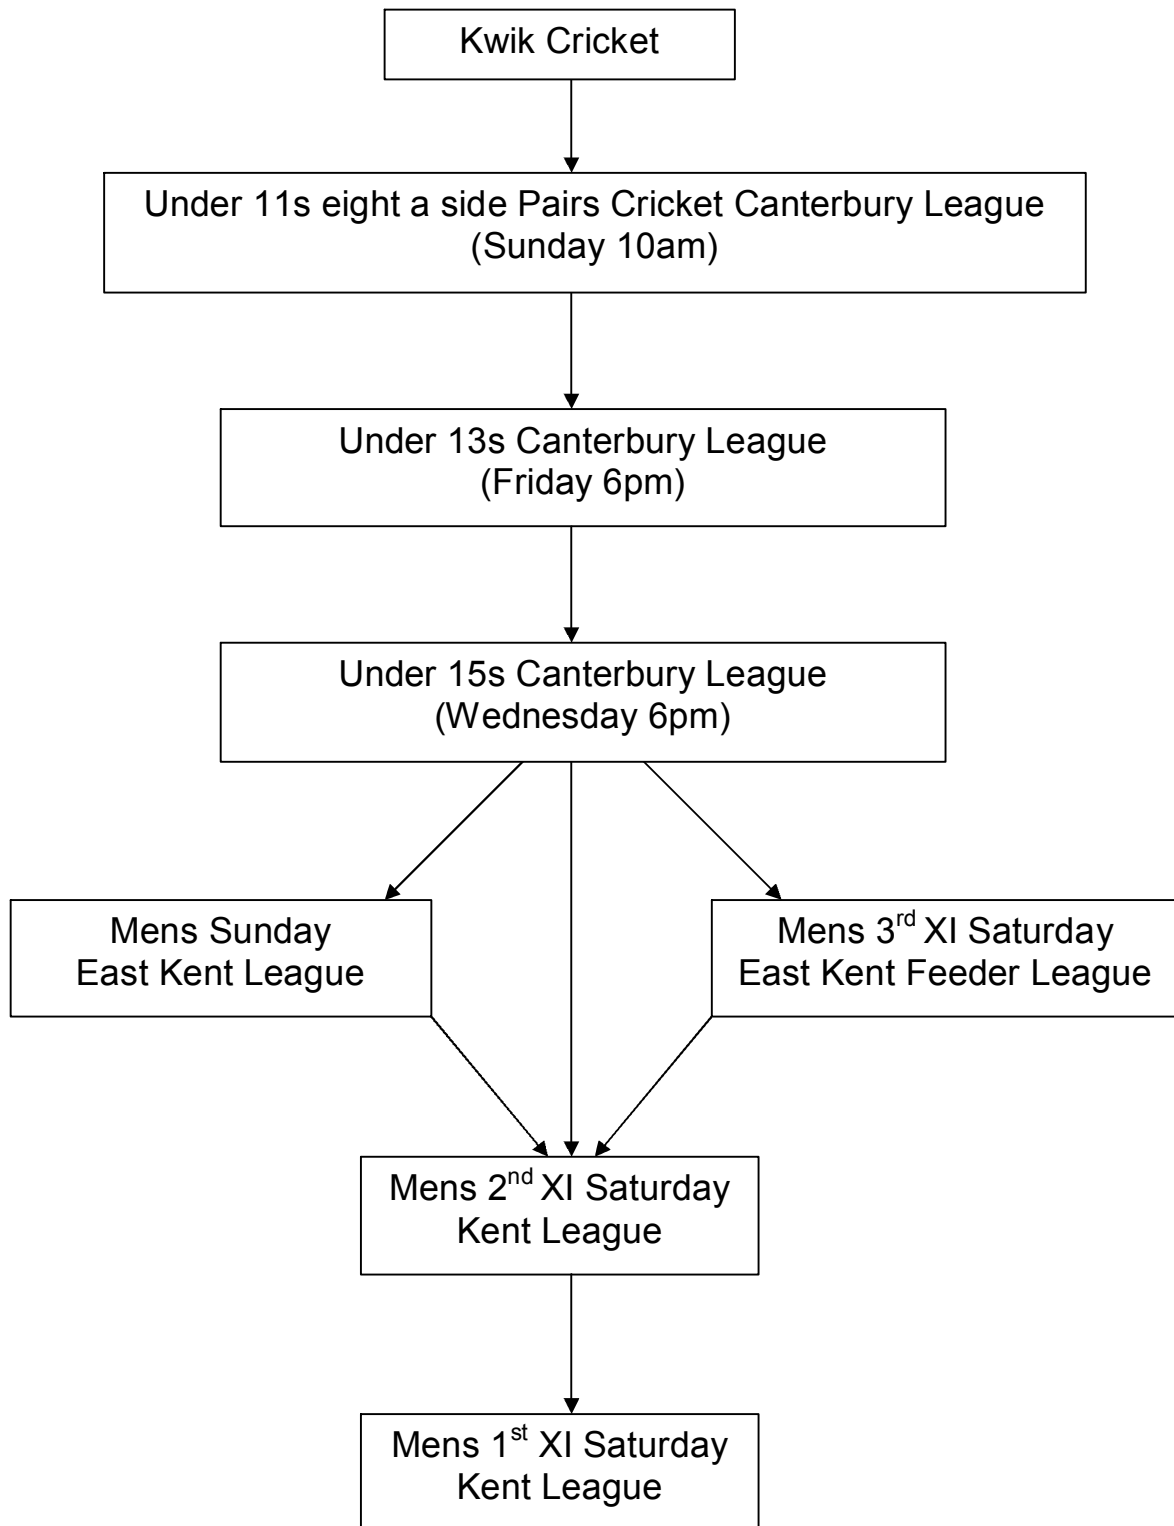 Kwik Cricket
Under 11s eight a side Pairs Cricket Canterbury League
(Sunday 10am)
Under 13s Canterbury League
(Friday 6pm)
Under 15s Canterbury League
(Wednesday 6pm)
Mens Sunday
East Kent League
Mens 3rd XI Saturday
East Kent Feeder League
Mens 2nd XI Saturday
Kent League
Mens 1st XI Saturday
Kent League